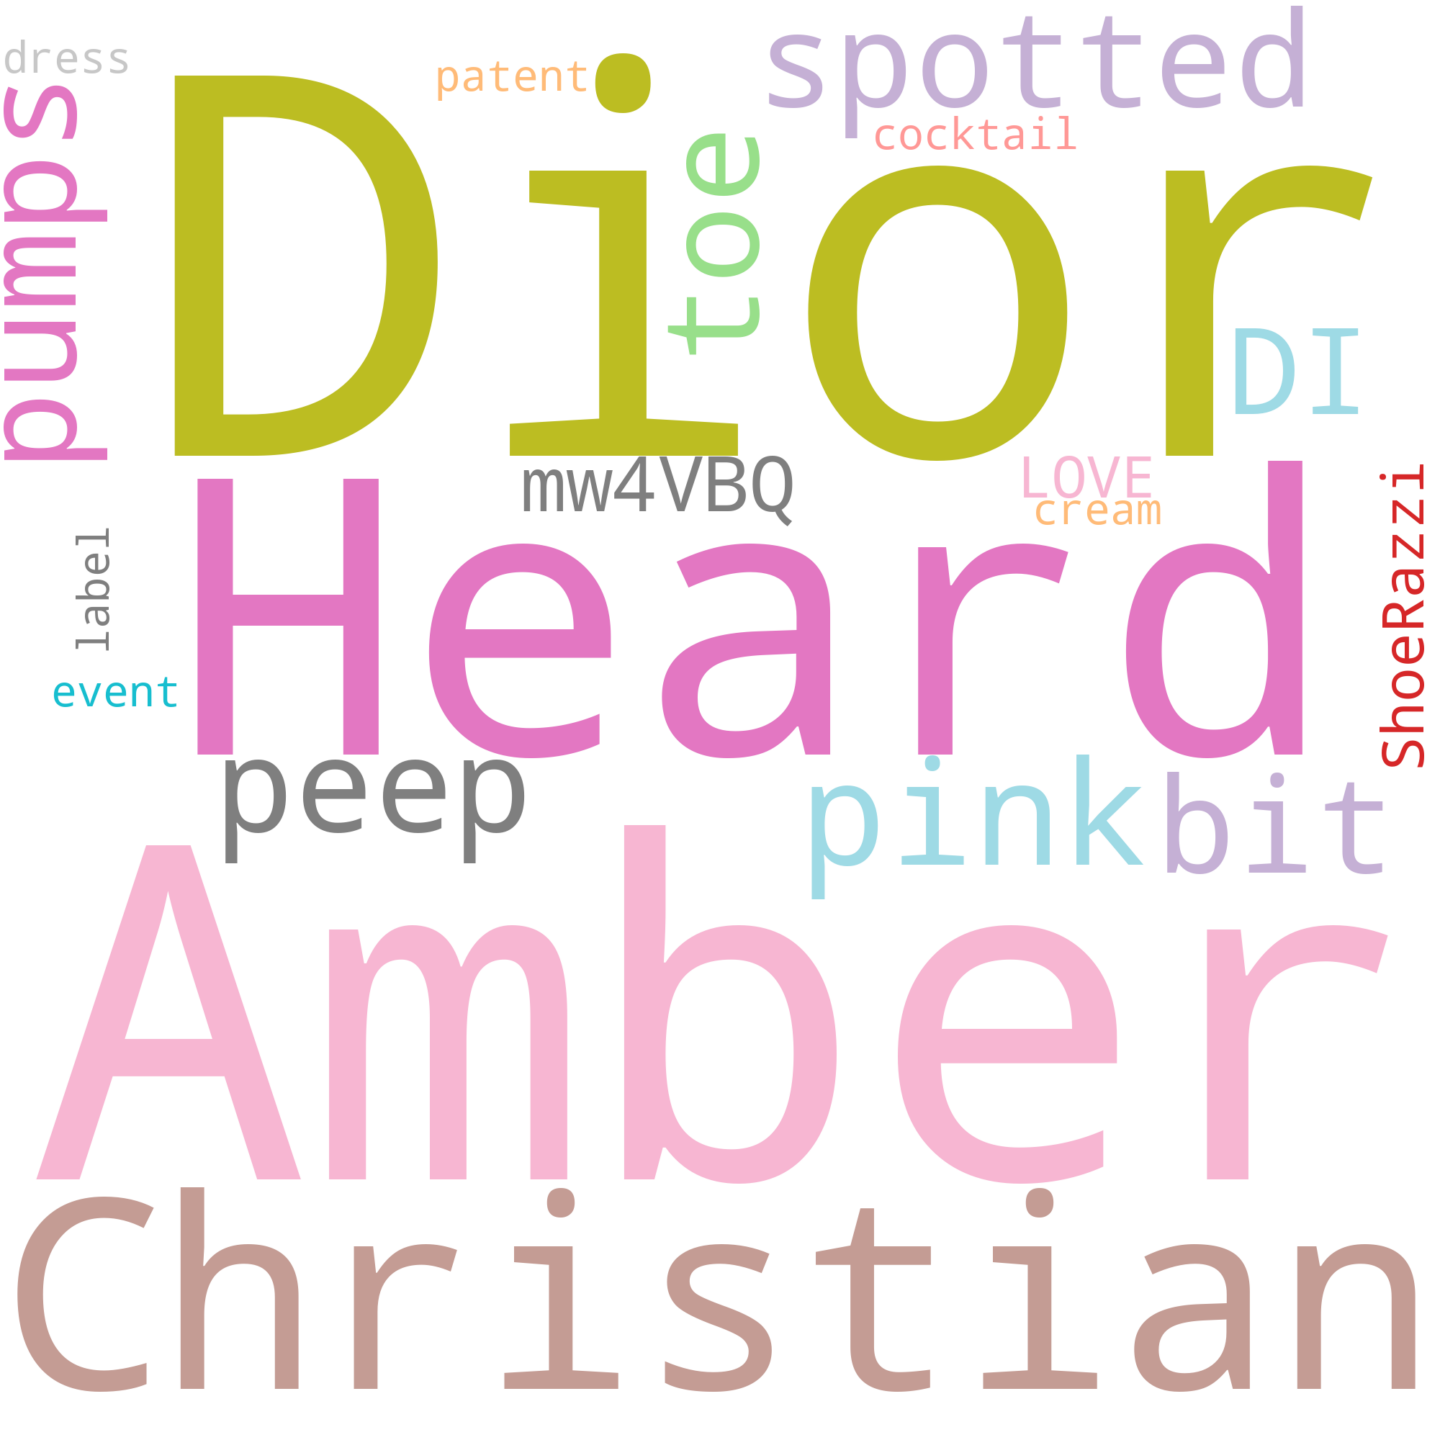 dress
spotted
patent
cocktail
pumps
Dior
toe
DI
mw4VBQ
LOVE
cream
label
Heard
ShoeRazzi
event
peep
pink
bit
Amber
Christian